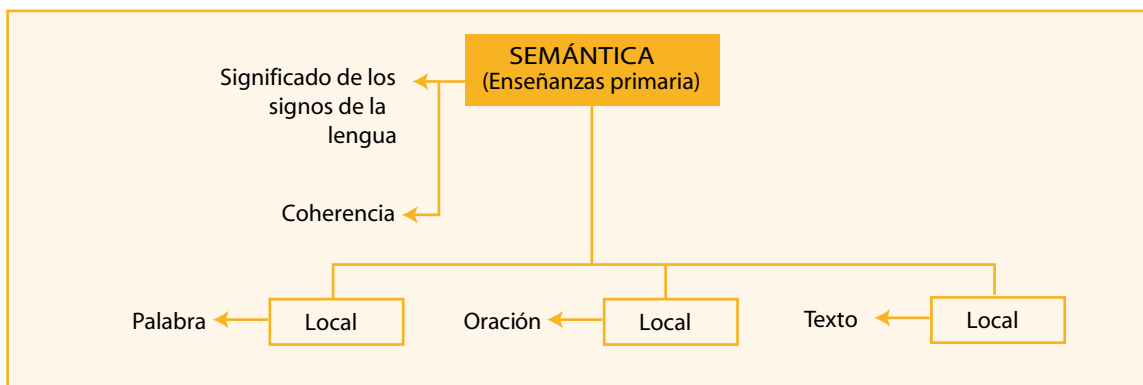 SEMÁNTICA
(Enseñanzas primaria)
Significado de los
signos de la
lengua
Coherencia
Palabra
Local
Oración
Local
Texto
Local